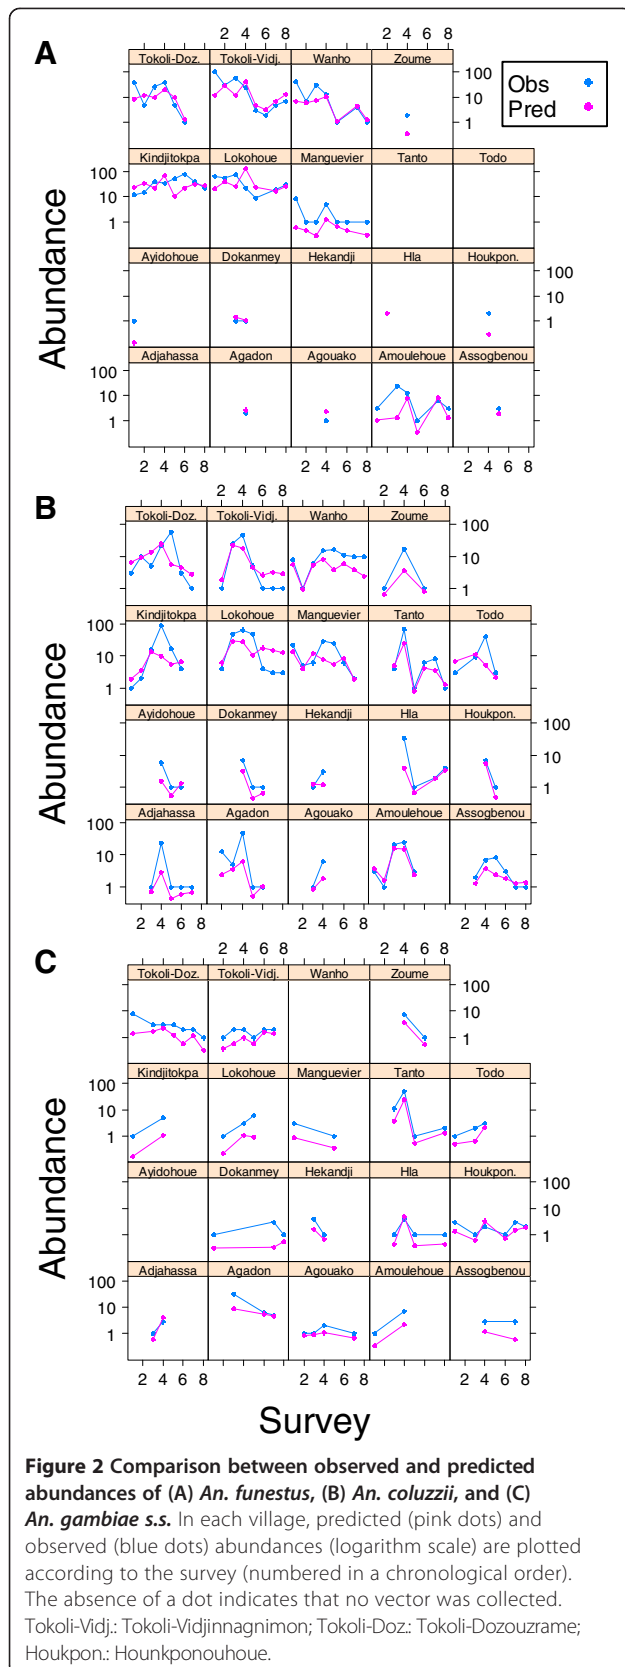 A
2 4 6 8 2 4 6 8
Tokoli-Doz. Tokoli-Vidj. Wanho Zoume
100
10
1
Obs
Pred
Kindjitokpa Lokohoue Manguevier Tanto Todo
100
10
1
Ayidohoue Dokanmey Hekandji Hla Houkpon.
100
10
1
Adjahassa Agadon Agouako Amoulehoue Assogbenou
100
10
1
2 4 6 8 2 4 6 8 2 4 6 8
Abundance
B
2 4 6 8 2 4 6 8
Tokoli-Doz. Tokoli-Vidj. Wanho Zoume
100
10
1
Kindjitokpa Lokohoue Manguevier Tanto Todo
100
10
1
Ayidohoue Dokanmey Hekandji Hla Houkpon.
100
10
1
Adjahassa Agadon Agouako Amoulehoue Assogbenou
100
10
1
2 4 6 8 2 4 6 8 2 4 6 8
Abundance
C
2 4 6 8 2 4 6 8
Tokoli-Doz. Tokoli-Vidj. Wanho Zoume
100
10
1
Kindjitokpa Lokohoue Manguevier Tanto Todo
100
10
1
Ayidohoue Dokanmey Hekandji Hla Houkpon.
100
10
1
Adjahassa Agadon Agouako Amoulehoue Assogbenou
100
10
1
2 4 6 8 2 4 6 8 2 4 6 8
Abundance
Survey
Figure 2 Comparison between observed and predicted
abundances of (A) An. funestus, (B) An. coluzzii, and (C)
An. gambiae s.s. In each village, predicted (pink dots) and
observed (blue dots) abundances (logarithm scale) are plotted
according to the survey (numbered in a chronological order).
The absence of a dot indicates that no vector was collected.
Tokoli-Vidj.: Tokoli-Vidjinnagnimon; Tokoli-Doz.: Tokoli-Dozouzrame;
Houkpon.: Hounkponouhoue.